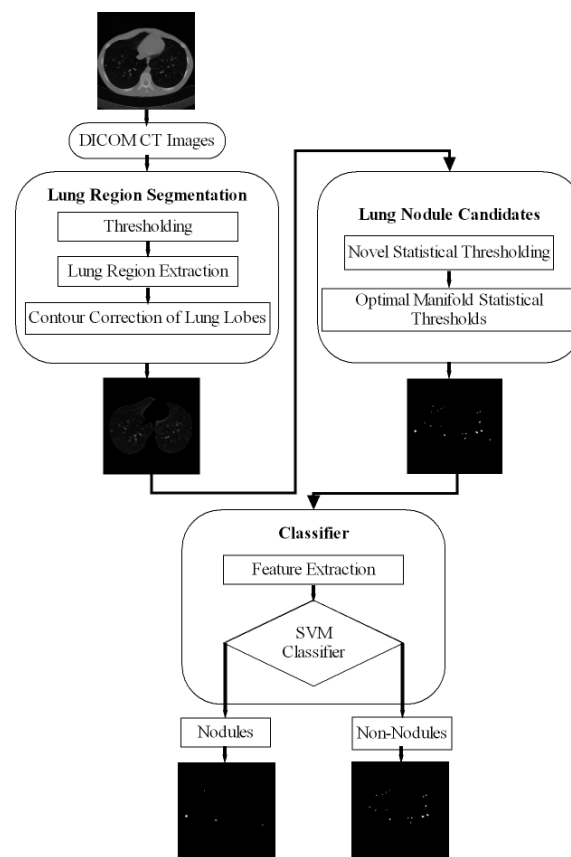 DICOM CT Images
Lung Region Segmentation
Thresholding
Lung Region Extraction
Contour Correction of Lung Lobes
Lung Nodule Candidates
Novel Statistical Thresholding
Optimal Manifold Statistical
Thresholds
Classifier
Feature Extraction
SVM
Classifier
Nodules
Non-Nodules